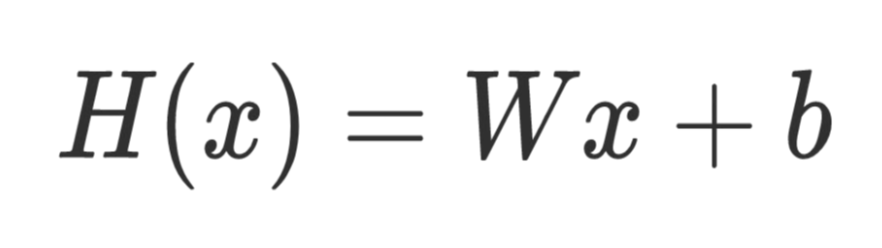 H(x) = Wx + b